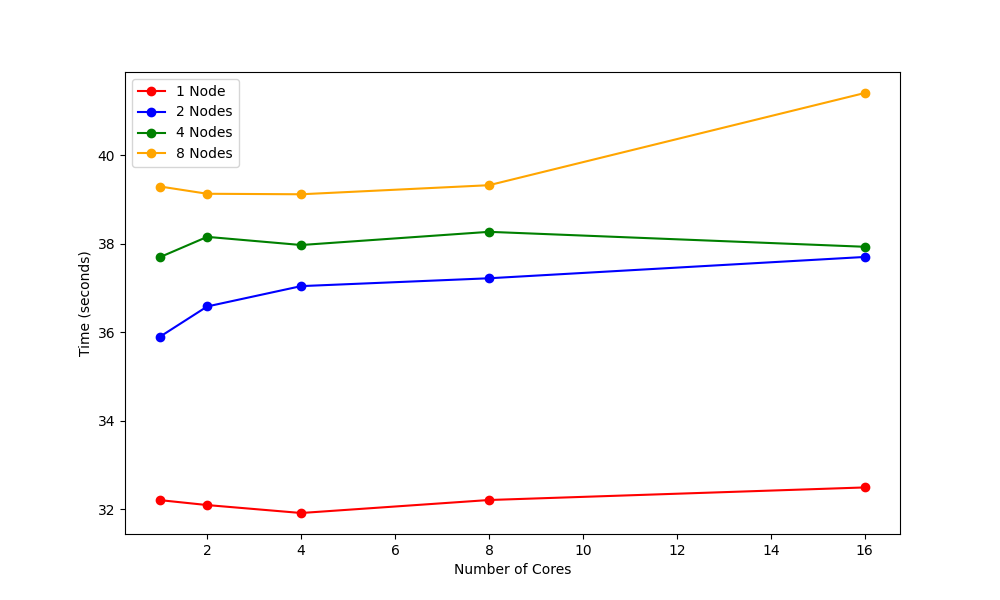 1 Node
2 Nodes
4 Nodes
8 Nodes
40
38
36
34
32
Time (seconds)
2 4 6 8 10 12 14 16
Number of Cores